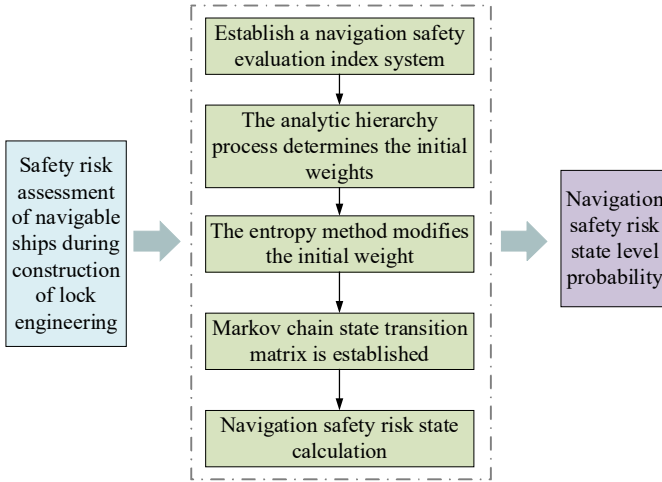 Safety risk
assessment
of navigable
ships during
construction
of lock
engineering
Establish a navigation safety
evaluation index system
The analytic hierarchy
process determines the initial
weights
The entropy method modifies
the initial weight
Markov chain state transition
matrix is established
Navigation safety risk state
calculation
Navigation
safety risk
state level
probability